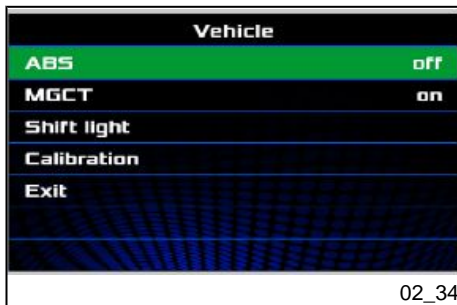 Vehicle
ABS off
MGCT on
Shift light
Calibration
Exit
02_34